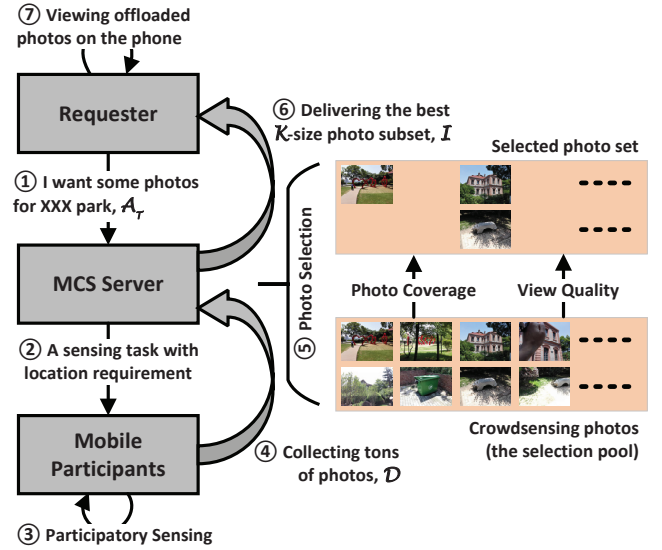 ⑦ Viewing offloaded
photos on the phone
Requester
① I want some photos
for XXX park, 𝒜_𝒯
MCS Server
② A sensing task with
location requirement
Mobile
Participants
③ Participatory Sensing
④ Collecting tons
of photos, 𝒟
⑤ Photo Selection
⑥ Delivering the best
𝒦-size photo subset, 𝓘
Selected photo set
Photo Coverage
View Quality
Crowdsensing photos
(the selection pool)